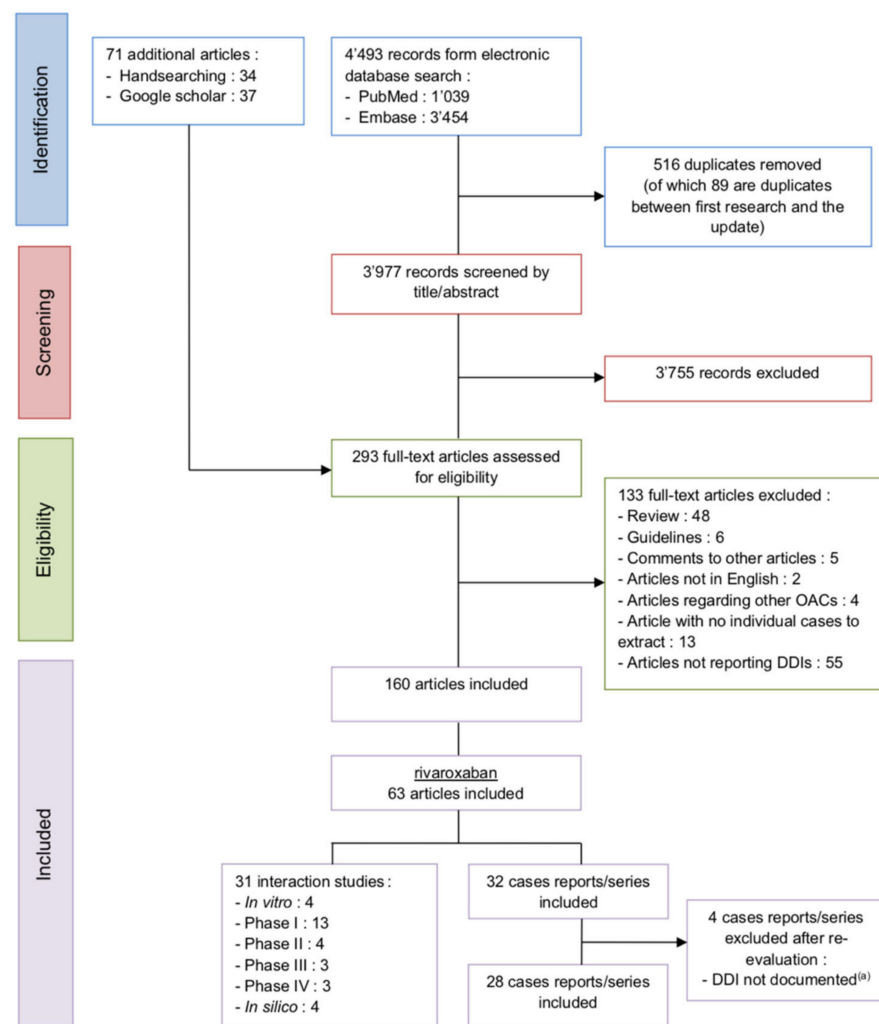 Identification
71 additional articles :
- Handsearching : 34
- Google scholar : 37
4'493 records form electronic
database search :
- PubMed : 1'039
- Embase : 3'454
516 duplicates removed
(of which 89 are duplicates
between first research and the
update)
Screening
3'977 records screened by
title/abstract
3'755 records excluded
Eligibility
293 full-text articles assessed
for eligibility
133 full-text articles excluded :
- Review : 48
- Guidelines : 6
- Comments to other articles : 5
- Articles not in English : 2
- Articles regarding other OACs : 4
- Article with no individual cases to
extract : 13
- Articles not reporting DDIs : 55
Included
160 articles included
rivaroxaban
63 articles included
31 interaction studies :
- In vitro : 4
- Phase I : 13
- Phase II : 4
- Phase III : 3
- Phase IV : 3
- In silico : 4
32 cases reports/series
included
4 cases reports/series
excluded after re-
evaluation :
- DDI not documented(a)
28 cases reports/series
included